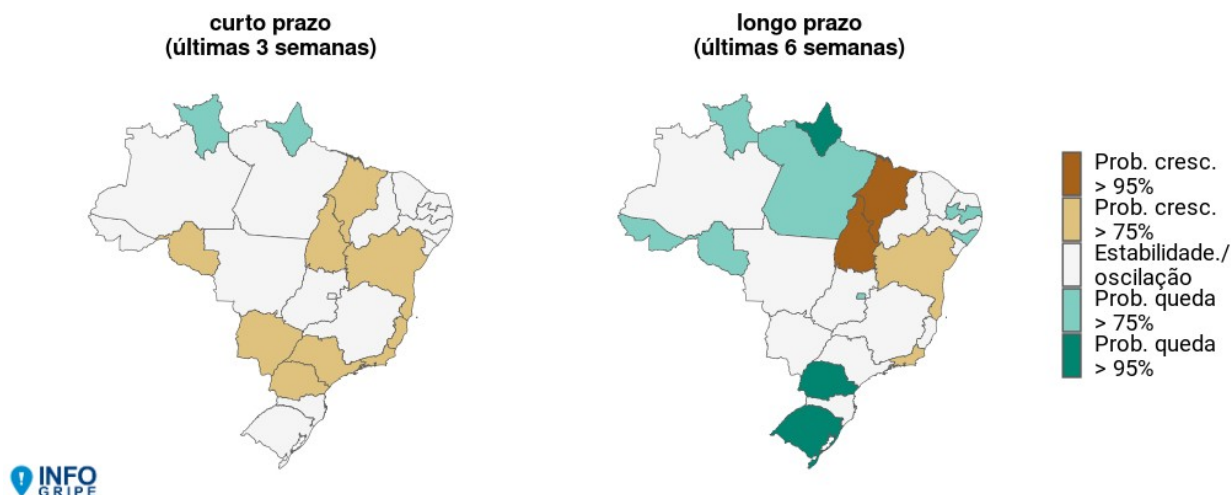 curto prazo
(últimas 3 semanas)
longo prazo
(últimas 6 semanas)
Prob. cresc.
> 95%
Prob. cresc.
> 75%
Estabilidade./
oscilação
Prob. queda
> 75%
Prob. queda
> 95%
INFO
GRIPE